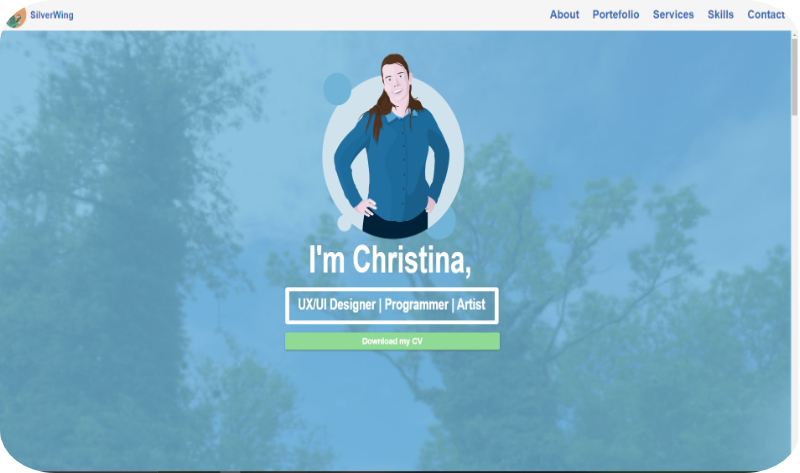 SilverWing
About Portefolio Services Skills Contact
I'm Christina,
UX/UI Designer | Programmer | Artist
Download my CV